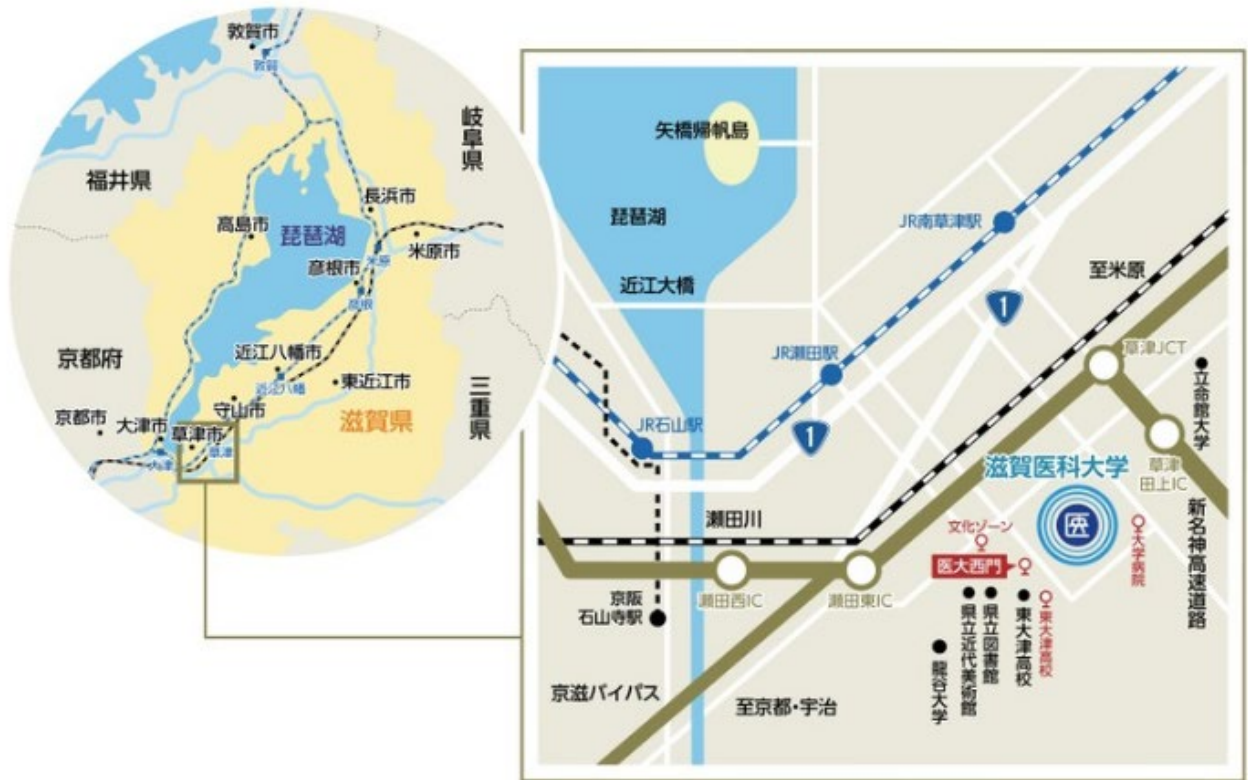 敦賀市
敦賀
岐阜県
福井県
長浜市
高島市
琵琶湖
米原市
米原
彦根市
彦根
京都府
近江八幡市
近江八幡
東近江市
三重県
守山市
滋賀県
京都市
大津市
草津市
草津
大津
矢橋帰帆島
琵琶湖
JR南草津駅
近江大橋
至米原
1
JR瀬田駅
草津JCT
立命館大学
JR石山駅
1
滋賀医科大学
草津
田上IC
瀬田川
文化ゾーン
医
医大西門
大学病院
新名神高速道路
京阪
石山寺駅
瀬田西IC
瀬田東IC
龍谷大学
県立近代美術館
県立図書館
東大津高校
東大津高校
京滋バイパス
至京都・宇治